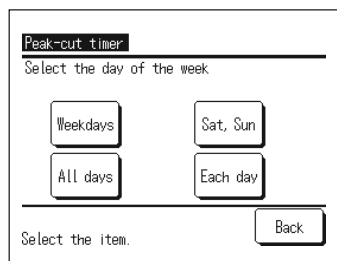 Peak-cut timer
Select the day of the week
Weekdays
Sat, Sun
All days
Each day
Back
Select the item.